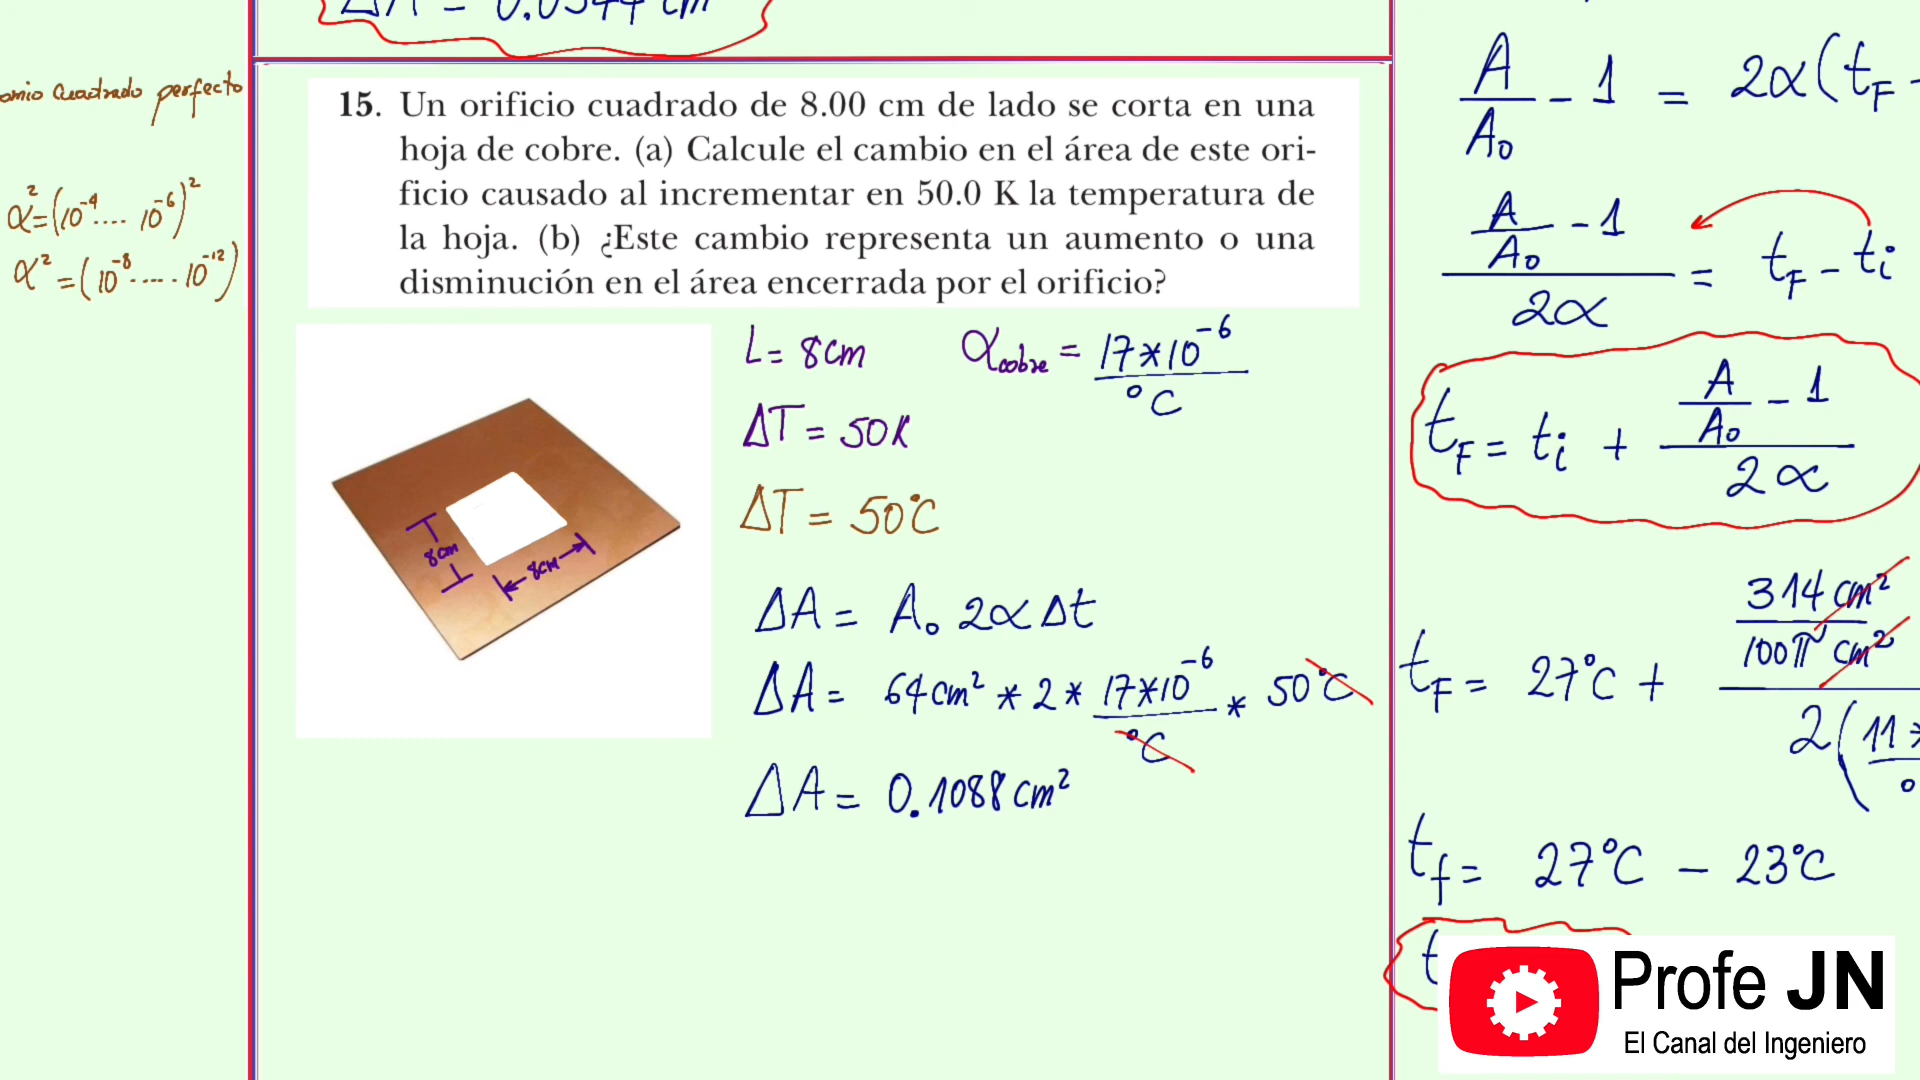 omio Cuadrado perfecto
α² = (10⁻⁴ .... 10⁻⁶)²
α² = (10⁻⁸ ..... 10⁻¹²)
15. Un orificio cuadrado de 8.00 cm de lado se corta en una
hoja de cobre. (a) Calcule el cambio en el área de este ori-
ficio causado al incrementar en 50.0 K la temperatura de
la hoja. (b) ¿Este cambio representa un aumento o una
disminución en el área encerrada por el orificio?
L = 8cm
α cobre = 17*10⁻⁶ / °C
ΔT = 50K
ΔT = 50°C
8cm
8cm
ΔA = A₀ 2α Δt
ΔA = 64cm² * 2 * 17*10⁻⁶ / °C * 50°C
ΔA = 0.1088 cm²
A / A₀ - 1 = 2α(t_F -
(A / A₀ - 1) / 2α = t_F - t_i
t_F = t_i + (A / A₀ - 1) / 2α
t_F = 27°C + 314 cm² / 100π cm²
2(11
t_f = 27°C - 23°C
t
Profe JN
El Canal del Ingeniero